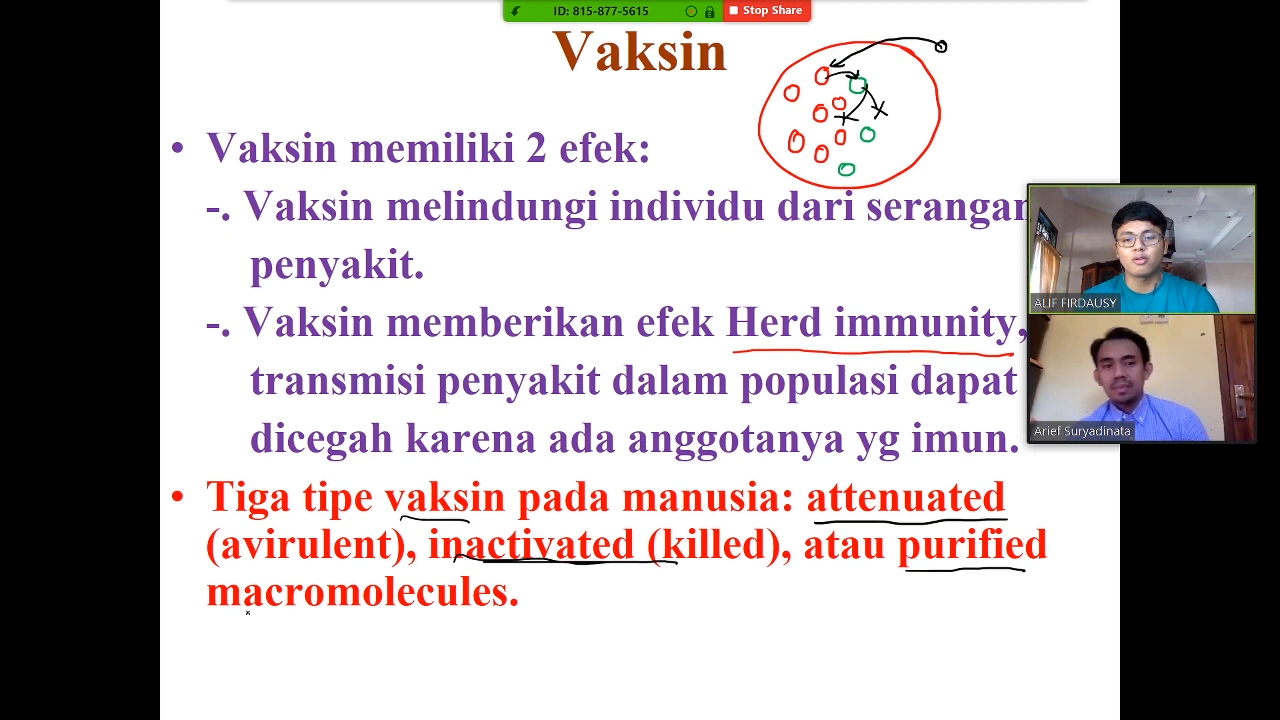 ID: 815-877-5615
Stop Share
Vaksin
• Vaksin memiliki 2 efek:
-. Vaksin melindungi individu dari serangan
penyakit.
-. Vaksin memberikan efek Herd immunity,
transmisi penyakit dalam populasi dapat
dicegah karena ada anggotanya yg imun.
• Tiga tipe vaksin pada manusia: attenuated
(avirulent), inactivated (killed), atau purified
macromolecules.
ALIF FIRDAUSY
Arief Suryadinata